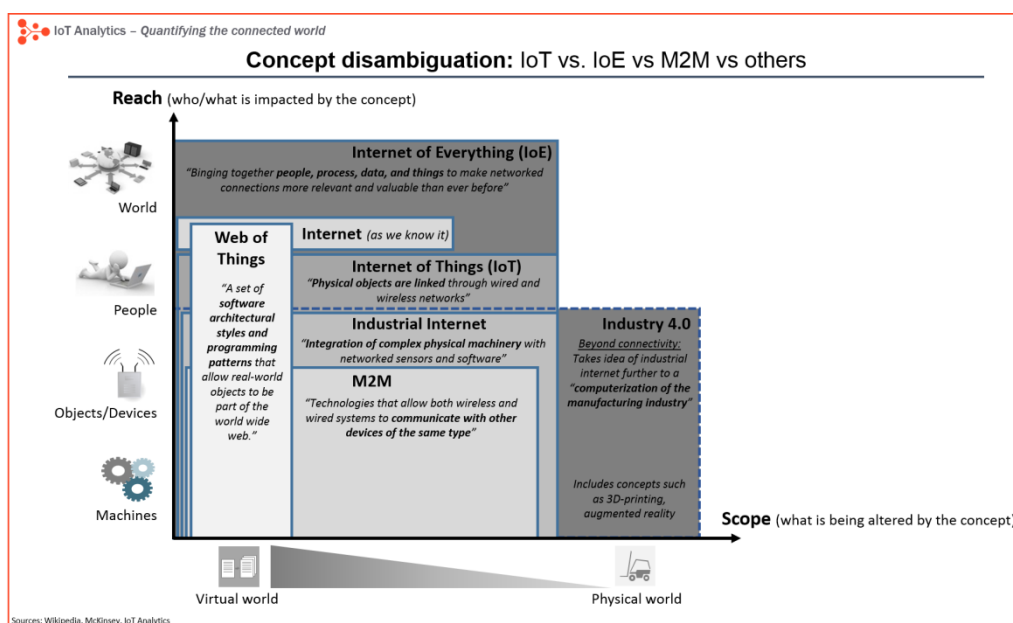 IoT Analytics – Quantifying the connected world
Concept disambiguation: IoT vs. IoE vs M2M vs others
Reach (who/what is impacted by the concept)
World
People
Objects/Devices
Machines
Internet of Everything (IoE)
"Binging together people, process, data, and things to make networked
connections more relevant and valuable than ever before"
Internet (as we know it)
Web of
Things
"A set of
software
architectural
styles and
programming
patterns that
allow real-world
objects to be
part of the
world wide
web."
Internet of Things (IoT)
"Physical objects are linked through wired and
wireless networks"
Industrial Internet
"Integration of complex physical machinery with
networked sensors and software"
M2M
"Technologies that allow both wireless and
wired systems to communicate with other
devices of the same type"
Industry 4.0
Beyond connectivity:
Takes idea of industrial
internet further to a
"computerization of the
manufacturing industry"
Includes concepts such
as 3D-printing,
augmented reality
Scope (what is being altered by the concept)
Virtual world
Physical world
Sources: Wikipedia, McKinsey, IoT Analytics